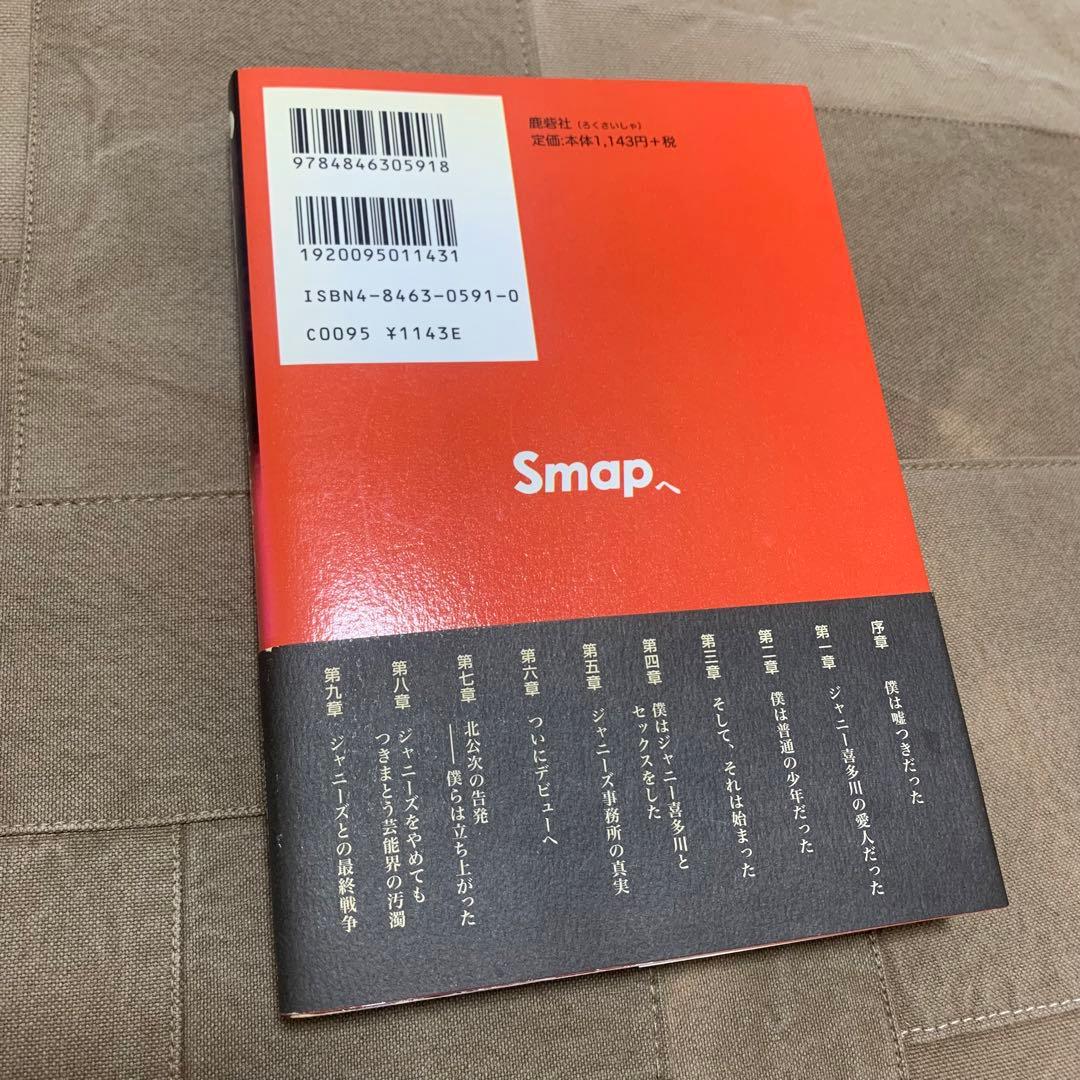 9784846305918
1920095011431
ISBN4-8463-0591-0
C0095 ¥1143E
鹿砦社（ろくさいしゃ）
定価:本体1,143円+税
Smapへ
序章 僕は嘘つきだった
第一章 ジャニー喜多川の愛人だった
第二章 僕は普通の少年だった
第三章 そして、それは始まった
第四章 僕はジャニー喜多川と
セックスをした
第五章 ジャニーズ事務所の真実
第六章 ついにデビューへ
第七章 北公次の告発
――僕らは立ち上がった
第八章 ジャニーズをやめても
つきまとう芸能界の汚濁
第九章 ジャニーズとの最終戦争